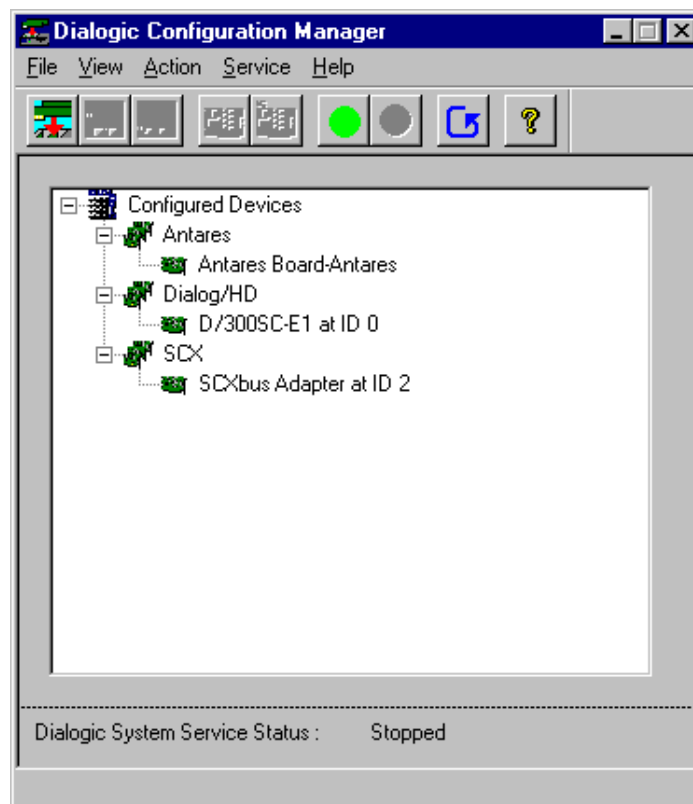 Dialogic Configuration Manager
File View Action Service Help
Configured Devices
Antares
Antares Board-Antares
Dialog/HD
D/300SC-E1 at ID 0
SCX
SCXbus Adapter at ID 2
Dialogic System Service Status : Stopped